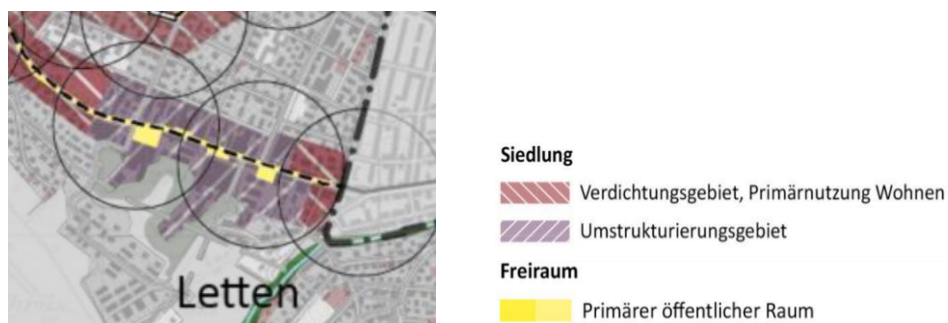 Letten
Siedlung
Verdichtungsgebiet, Primärnutzung Wohnen
Umstrukturierungsgebiet
Freiraum
Primärer öffentlicher Raum